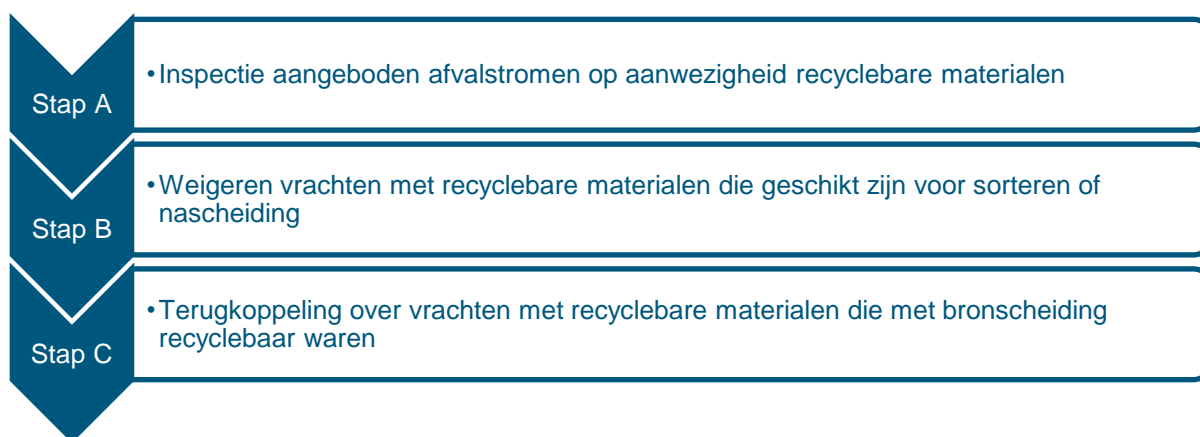 Stap A
•Inspectie aangeboden afvalstromen op aanwezigheid recyclebare materialen
Stap B
•Weigeren vrachten met recyclebare materialen die geschikt zijn voor sorteren of
nascheiding
Stap C
•Terugkoppeling over vrachten met recyclebare materialen die met bronscheiding
recyclebaar waren